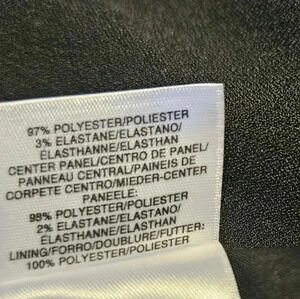 97% POLYESTER/POLIESTER
3% ELASTANE/ELASTANO/
ELASTHANNE/ELASTHAN
CENTER PANEL/CENTRO DE PANEL/
PANNEAU CENTRAL/PAINEIS DE
CORPETE CENTRO/MIEDER-CENTER
PANEELE:
98% POLYESTER/POLIESTER
2% ELASTANE/ELASTANO/
ELASTHANNE/ELASTHAN
LINING/FORRO/DOUBLURE/FUTTER:
100% POLYESTER/POLIESTER